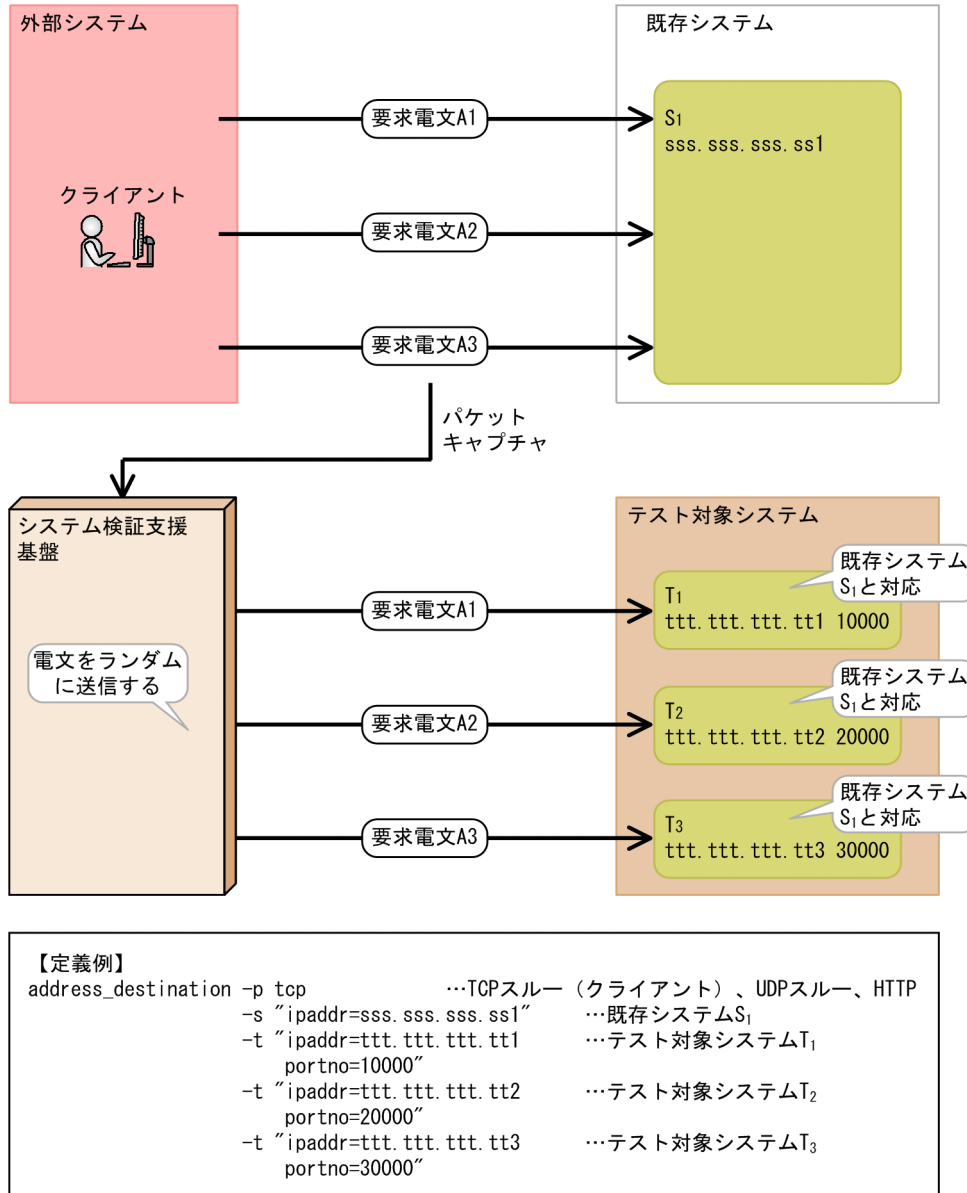 外部システム
既存システム
要求電文A1
S1
sss.sss.sss.ss1
クライアント
要求電文A2
要求電文A3
パケット
キャプチャ
システム検証支援
基盤
テスト対象システム
既存システム
S1と対応
要求電文A1
T1
ttt.ttt.ttt.tt1 10000
電文をランダム
に送信する
既存システム
S1と対応
要求電文A2
T2
ttt.ttt.ttt.tt2 20000
既存システム
S1と対応
要求電文A3
T3
ttt.ttt.ttt.tt3 30000
【定義例】
address_destination -p tcp …TCPスルー（クライアント）、UDPスルー、HTTP
-s "ipaddr=sss.sss.sss.ss1" …既存システムS1
-t "ipaddr=ttt.ttt.ttt.tt1 …テスト対象システムT1
portno=10000"
-t "ipaddr=ttt.ttt.ttt.tt2 …テスト対象システムT2
portno=20000"
-t "ipaddr=ttt.ttt.ttt.tt3 …テスト対象システムT3
portno=30000"